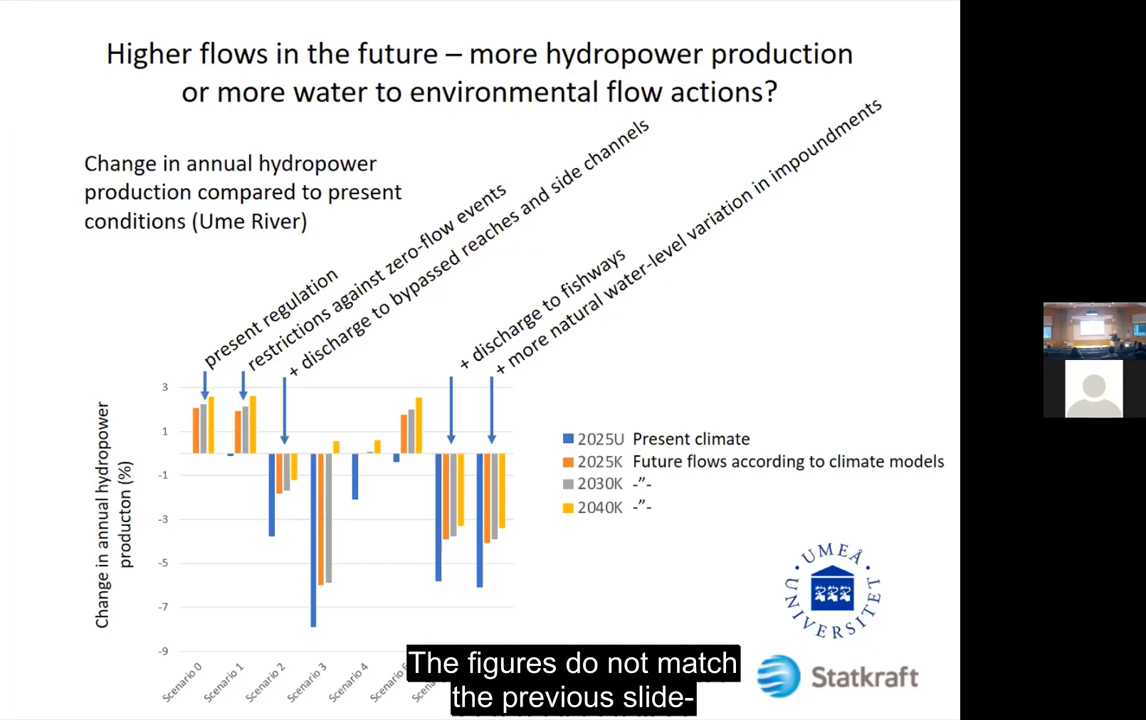 Higher flows in the future – more hydropower production
or more water to environmental flow actions?
Change in annual hydropower
production compared to present
conditions (Ume River)
present regulation
restrictions against zero-flow events
+ discharge to bypassed reaches and side channels
+ discharge to fishways
+ more natural water-level variation in impoundments
Change in annual hydropower
producton (%)
3
1
-1
-3
-5
-7
-9
Scenario 0
Scenario 1
Scenario 2
Scenario 3
Scenario 4
2025U Present climate
2025K Future flows according to climate models
2030K -”-
2040K -”-
UMEÅ
UNIVERSITET
Statkraft
The figures do not match
the previous slide-